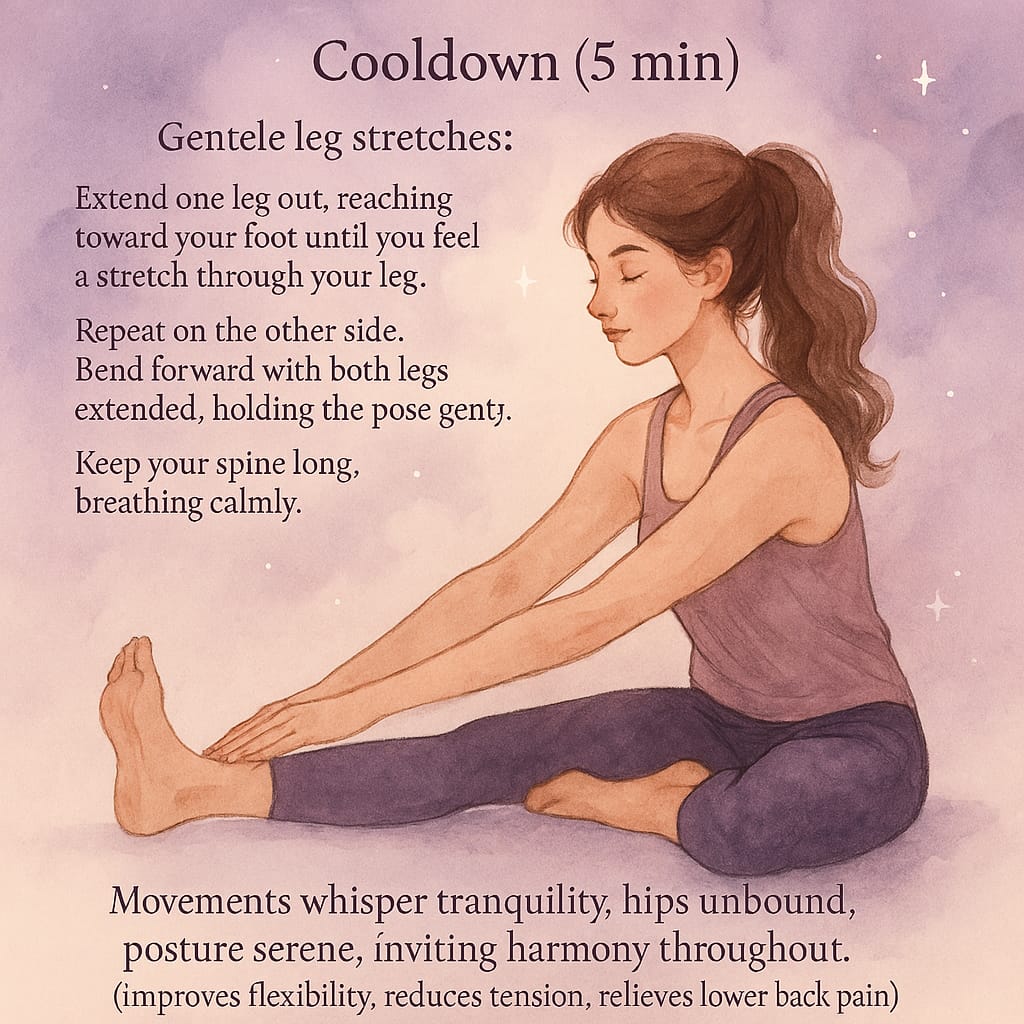 Cooldown (5 min)
Gentele leg stretches:
Extend one leg out, reaching
toward your foot until you feel
a stretch through your leg.
Repeat on the other side.
Bend forward with both legs
extended, holding the pose genty.
Keep your spine long,
breathing calmly.
Movements whisper tranquility, hips unbound,
posture serene, ínviting harmony throughout.
(improves flexibility, reduces tension, relieves lower back pain)